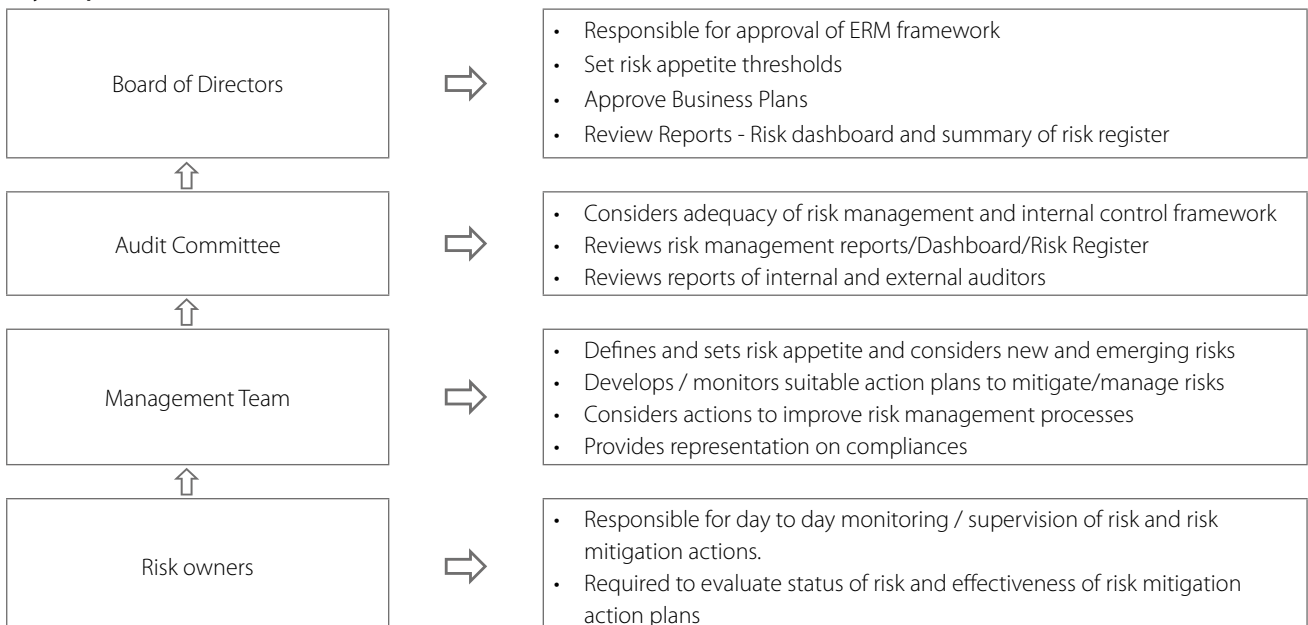 Board of Directors
• Responsible for approval of ERM framework
• Set risk appetite thresholds
• Approve Business Plans
• Review Reports - Risk dashboard and summary of risk register
Audit Committee
• Considers adequacy of risk management and internal control framework
• Reviews risk management reports/Dashboard/Risk Register
• Reviews reports of internal and external auditors
Management Team
• Defines and sets risk appetite and considers new and emerging risks
• Develops / monitors suitable action plans to mitigate/manage risks
• Considers actions to improve risk management processes
• Provides representation on compliances
Risk owners
• Responsible for day to day monitoring / supervision of risk and risk
mitigation actions.
• Required to evaluate status of risk and effectiveness of risk mitigation
action plans